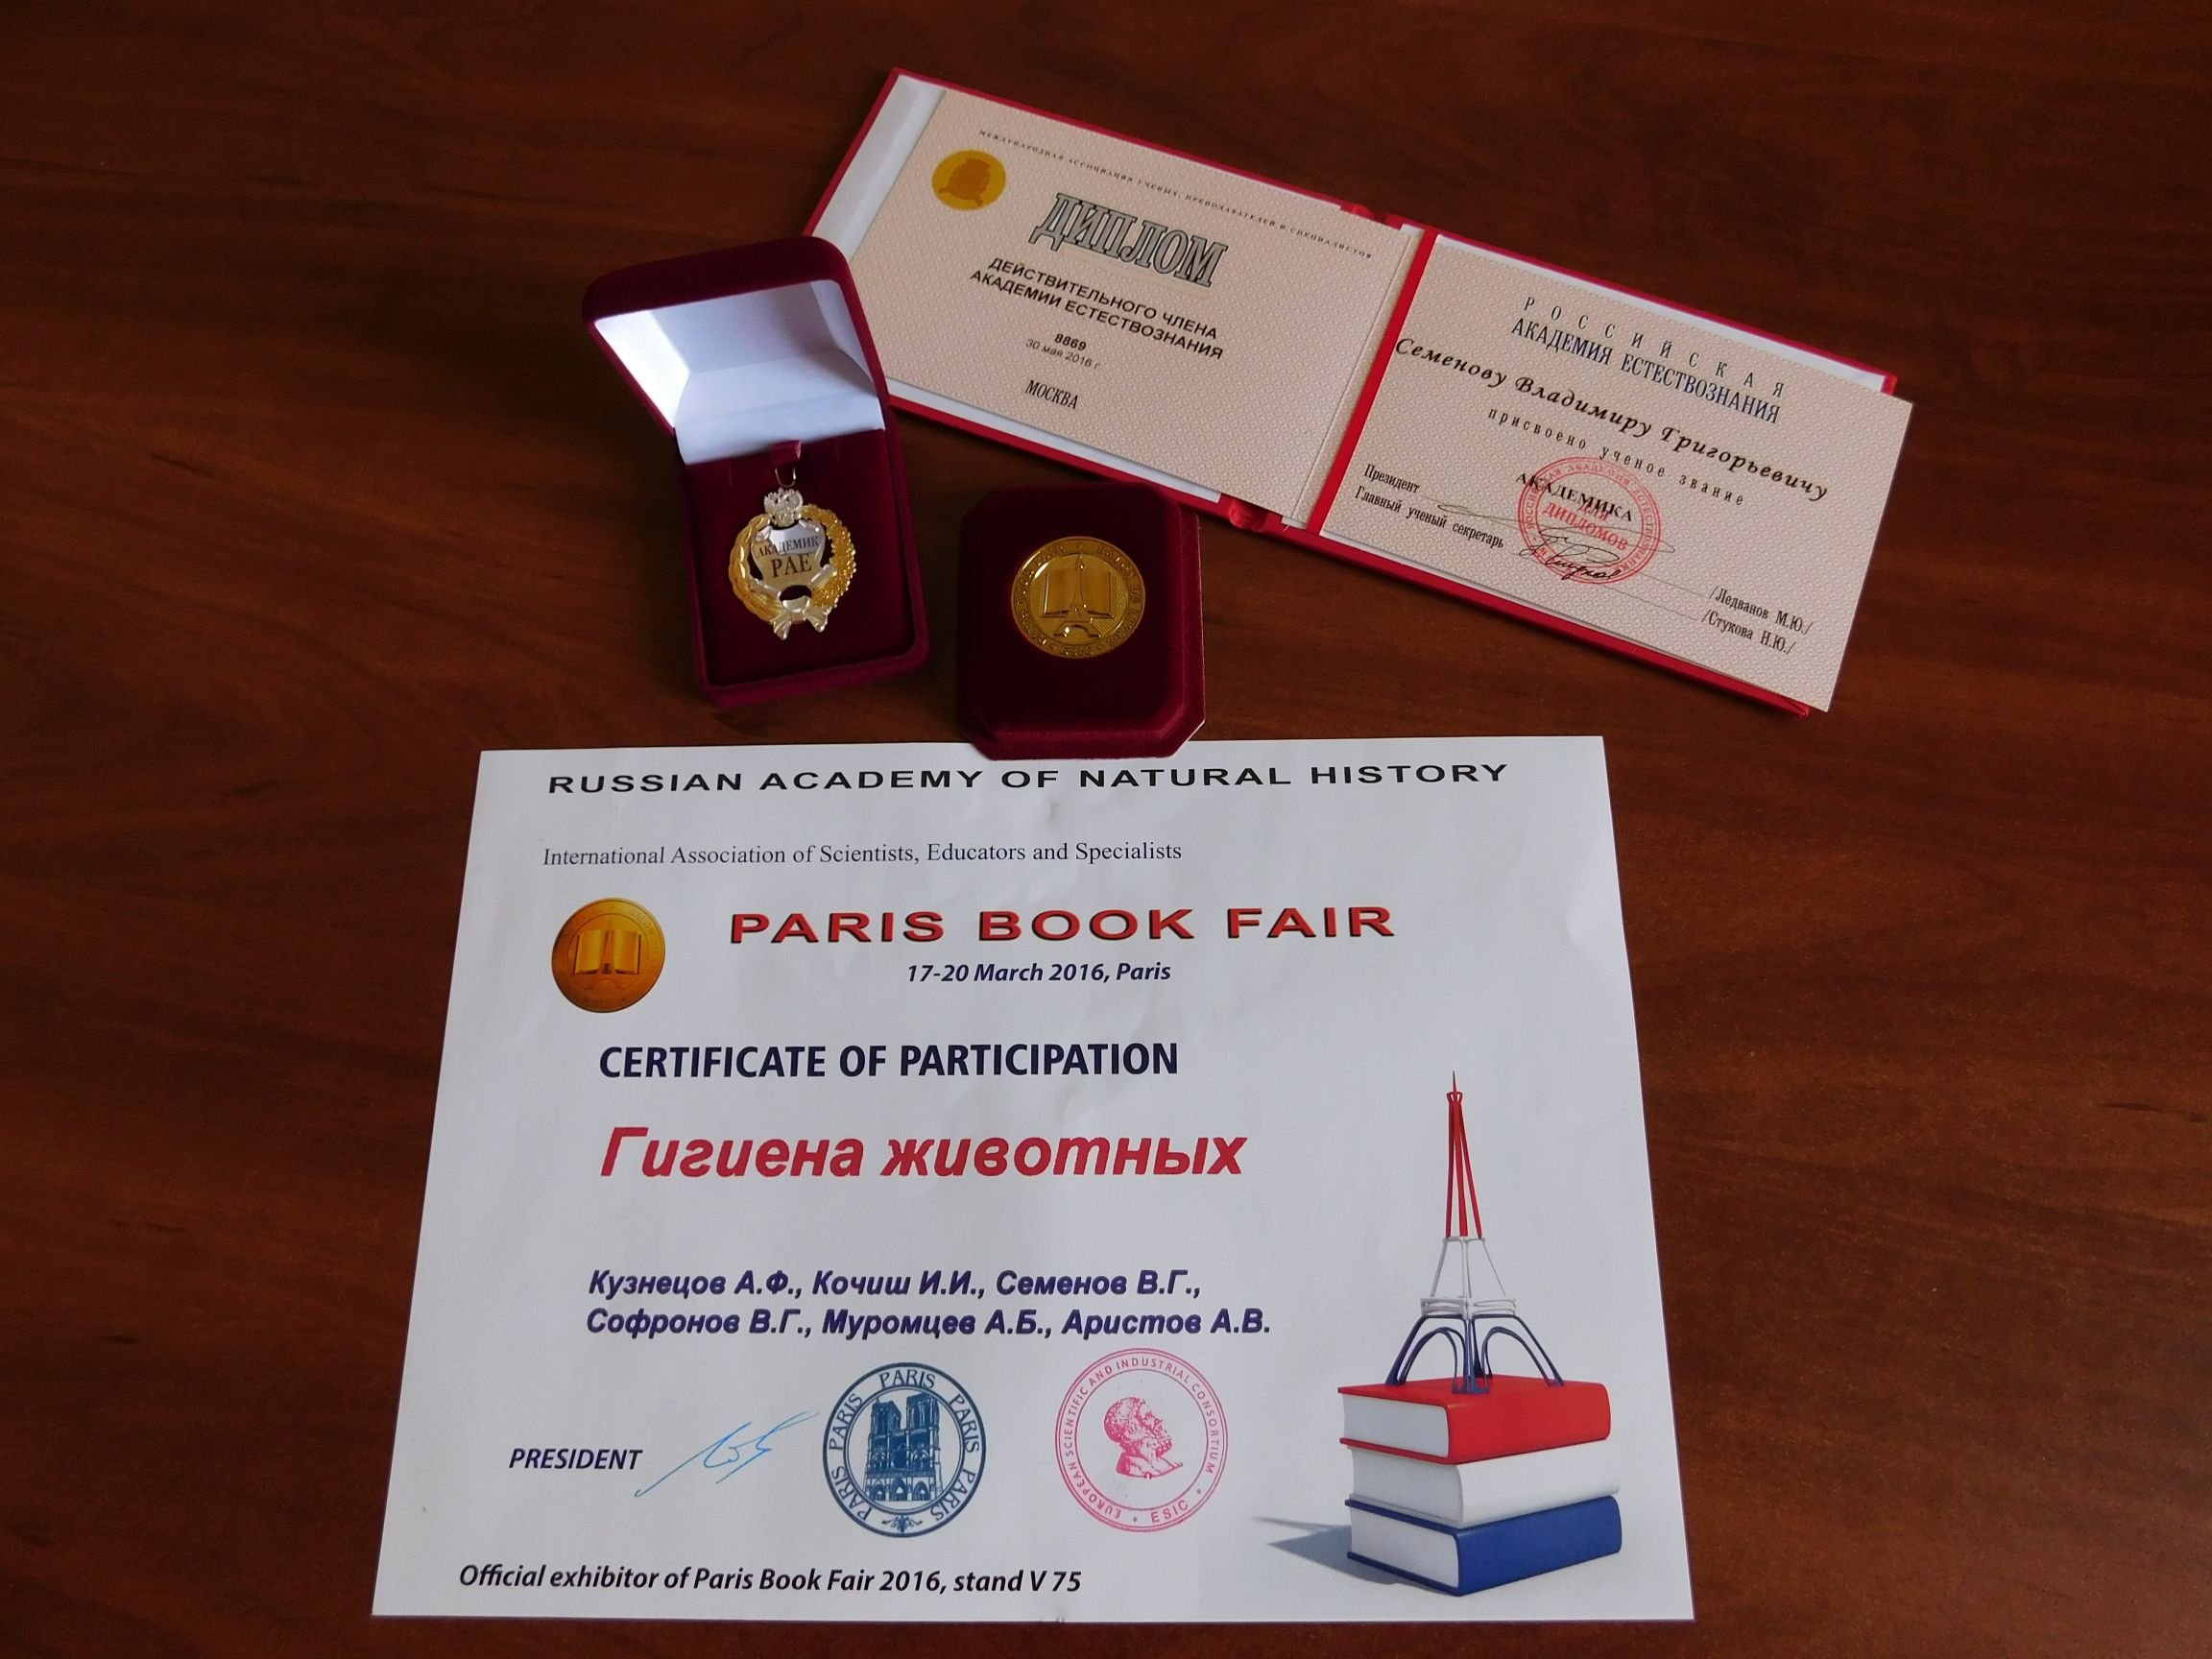 МЕЖДУНАРОДНАЯ АССОЦИАЦИЯ УЧЕНЫХ, ПРЕПОДАВАТЕЛЕЙ И СПЕЦИАЛИСТОВ
ДИПЛОМ
ДЕЙСТВИТЕЛЬНОГО ЧЛЕНА
АКАДЕМИИ ЕСТЕСТВОЗНАНИЯ
8869
30 мая 2016 г.
МОСКВА
РОССИЙСКАЯ
АКАДЕМИЯ ЕСТЕСТВОЗНАНИЯ
Семенову Владимиру Григорьевичу
присвоено ученое звание
АКАДЕМИКА
ДЛЯ
ДИПЛОМОВ
Президент /Ледванов М.Ю./
Главный ученый секретарь /Стукова Н.Ю./
АКАДЕМИК
РАЕ
RUSSIAN ACADEMY OF NATURAL HISTORY
International Association of Scientists, Educators and Specialists
PARIS BOOK FAIR
17-20 March 2016, Paris
CERTIFICATE OF PARTICIPATION
Гигиена животных
Кузнецов А.Ф., Кочиш И.И., Семенов В.Г.,
Софронов В.Г., Муромцев А.Б., Аристов А.В.
PRESIDENT
PARIS PARIS PARIS PARIS PARIS
EUROPEAN SCIENTIFIC AND INDUSTRIAL CONSORTIUM • ESIC •
Official exhibitor of Paris Book Fair 2016, stand V 75